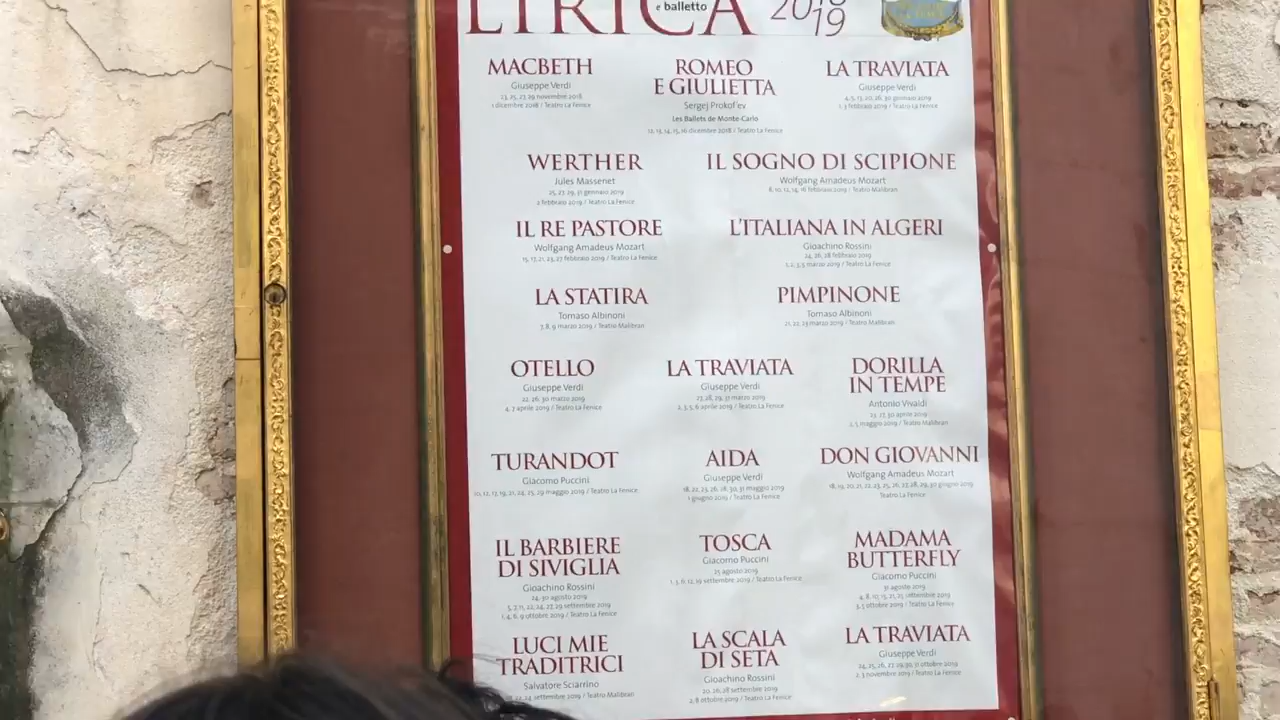 LIRICA
e balletto
2018
19
MACBETH
Giuseppe Verdi
23, 25, 27, 29 novembre 2018
1 dicembre 2018 / Teatro La Fenice
ROMEO
E GIULIETTA
Sergej Prokof'ev
Les Ballets de Monte-Carlo
12, 13, 14, 15, 16 dicembre 2018 / Teatro La Fenice
LA TRAVIATA
Giuseppe Verdi
gennaio 2019
1, 3 febbraio 2019 / Teatro La Fenice
WERTHER
Jules Massenet
25, 27, 29, 31 gennaio 2019
2 febbraio 2019 / Teatro La Fenice
IL SOGNO DI SCIPIONE
Wolfgang Amadeus Mozart
8, 10, 12, 14, 16 febbraio 2019 / Teatro Malibran
IL RE PASTORE
Wolfgang Amadeus Mozart
15, 17, 21, 23, 27 febbraio 2019 / Teatro La Fenice
L'ITALIANA IN ALGERI
Gioachino Rossini
24, 26, 28 febbraio 2019
1, 2, 3, 5 marzo 2019 / Teatro La Fenice
LA STATIRA
Tomaso Albinoni
7, 8, 9 marzo 2019 / Teatro Malibran
PIMPINONE
Tomaso Albinoni
21, 22, 23 marzo 2019 / Teatro Malibran
OTELLO
Giuseppe Verdi
22, 26, 30 marzo 2019
4, 7 aprile 2019 / Teatro La Fenice
LA TRAVIATA
Giuseppe Verdi
27, 28, 29, 31 marzo 2019
2, 3, 5, 6 aprile 2019 / Teatro La Fenice
DORILLA
IN TEMPE
Antonio Vivaldi
23, 27, 30 aprile 2019
2, 5 maggio 2019 / Teatro Malibran
TURANDOT
Giacomo Puccini
10, 12, 17, 19, 21, 24, 25, 29 maggio 2019 / Teatro La Fenice
AIDA
Giuseppe Verdi
18, 22, 23, 26, 28, 30, 31 maggio 2019
1 giugno 2019 / Teatro La Fenice
DON GIOVANNI
Wolfgang Amadeus Mozart
18, 19, 20, 21, 22, 23, 25, 26, 27, 28, 29, 30 giugno 2019
Teatro La Fenice
IL BARBIERE
DI SIVIGLIA
Gioachino Rossini
24, 30 agosto 2019
5, 7, 11, 22, 24, 27, 29 settembre 2019
1, 4, 6, 9 ottobre 2019 / Teatro La Fenice
TOSCA
Giacomo Puccini
25 agosto 2019
1, 3, 6, 12, 19 settembre 2019 / Teatro La Fenice
MADAMA
BUTTERFLY
Giacomo Puccini
31 agosto 2019
4, 8, 10, 13, 21, 25 settembre 2019
3, 5 ottobre 2019 / Teatro La Fenice
LUCI MIE
TRADITRICI
Salvatore Sciarrino
22, 24 settembre 2019 / Teatro Malibran
LA SCALA
DI SETA
Gioachino Rossini
20, 26, 28 settembre 2019
2, 8 ottobre 2019 / Teatro La Fenice
LA TRAVIATA
Giuseppe Verdi
24, 25, 26, 27, 29, 30, 31 ottobre 2019
2, 3 novembre 2019 / Teatro La Fenice